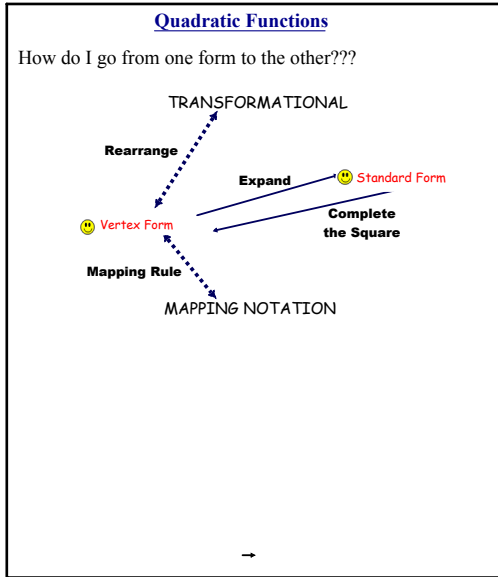 Quadratic Functions
How do I go from one form to the other???
TRANSFORMATIONAL
Rearrange
Expand
Standard Form
Complete
the Square
Vertex Form
Mapping Rule
MAPPING NOTATION